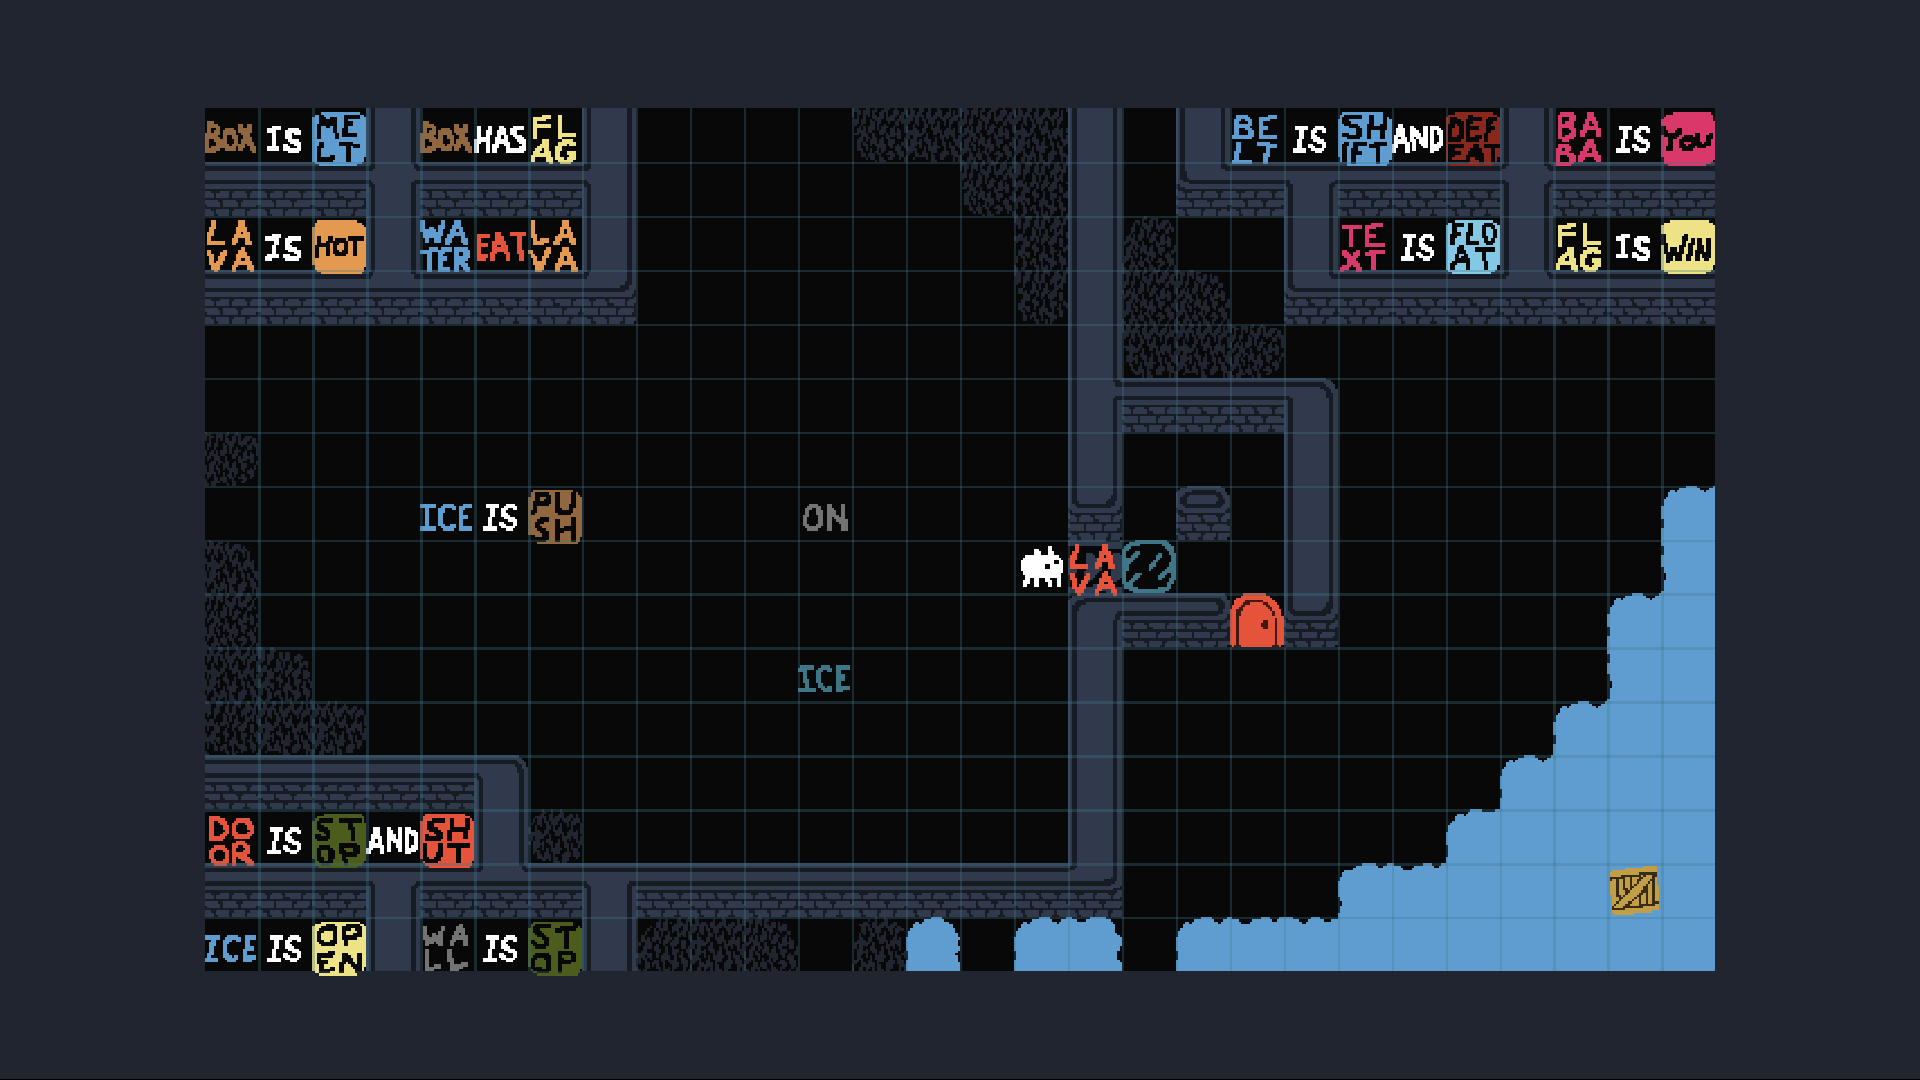 BOX IS MELT BOX HAS FLAG BELT IS SHIFT AND DEFEAT BABA IS YOU
LAVA IS HOT WATER EAT LAVA TEXT IS FLOAT FLAG IS WIN
ICE IS PUSH ON
LAVA
ICE
DOOR IS STOP AND SHUT
ICE IS OPEN WALL IS STOP